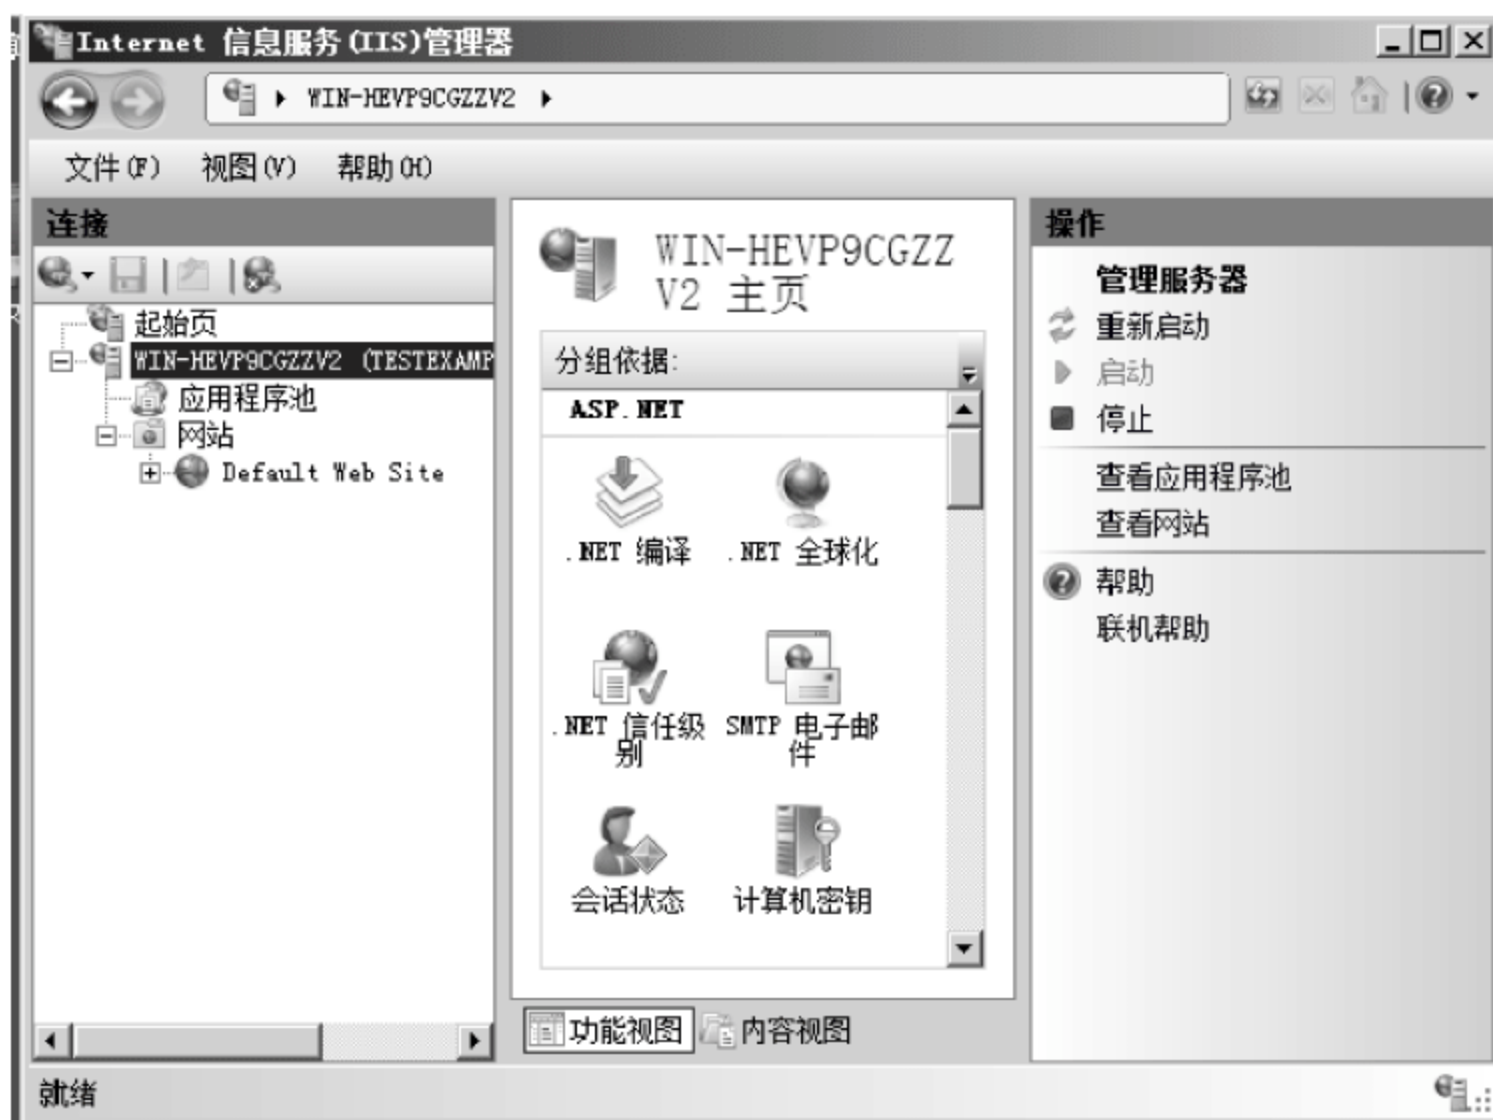 Internet 信息服务(IIS)管理器
WIN-HEVP9CGZZV2
文件(F) 视图(V) 帮助(H)
连接
起始页
WIN-HEVP9CGZZV2 (TESTEXAMP
应用程序池
网站
Default Web Site
WIN-HEVP9CGZZ
V2 主页
分组依据:
ASP.NET
.NET 编译 .NET 全球化
.NET 信任级 SMTP 电子邮
别 件
会话状态 计算机密钥
功能视图 内容视图
操作
管理服务器
重新启动
启动
停止
查看应用程序池
查看网站
帮助
联机帮助
就绪